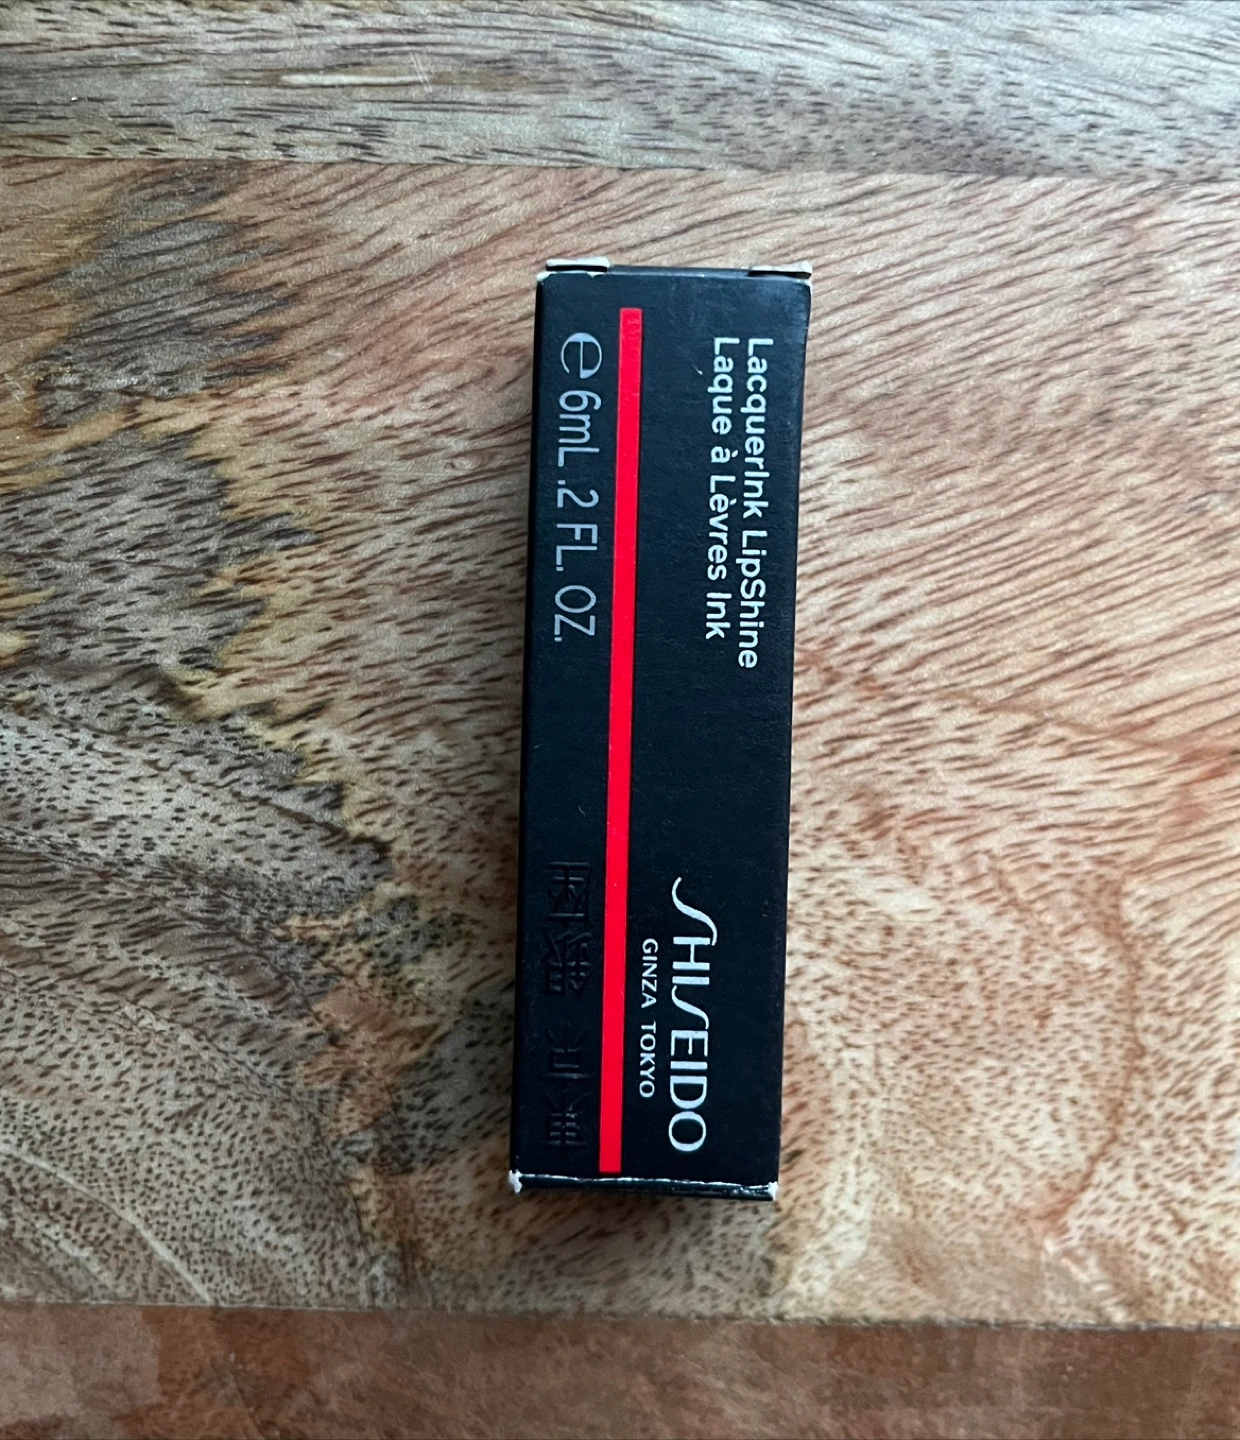 LacquerInk LipShine
Laque à Lèvres Ink
SHISEIDO
GINZA TOKYO
e 6mL .2 FL. OZ.